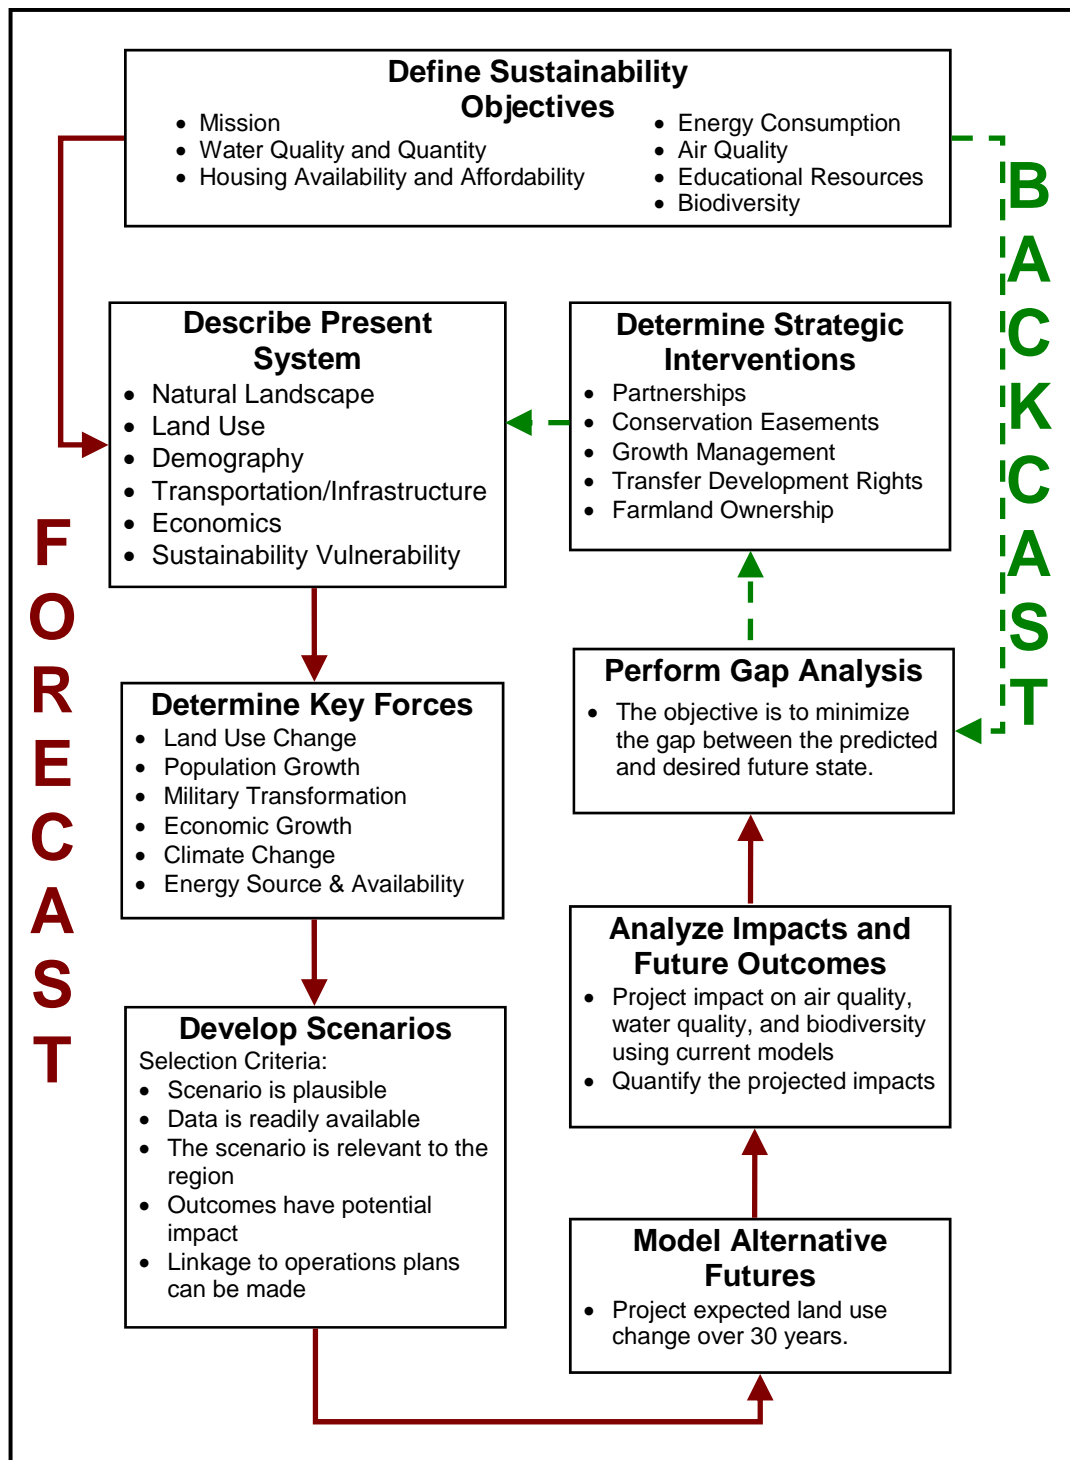 Define Sustainability
Objectives
• Mission
• Water Quality and Quantity
• Housing Availability and Affordability
• Energy Consumption
• Air Quality
• Educational Resources
• Biodiversity
FORECAST
BACKCAST
Describe Present
System
• Natural Landscape
• Land Use
• Demography
• Transportation/Infrastructure
• Economics
• Sustainability Vulnerability
Determine Key Forces
• Land Use Change
• Population Growth
• Military Transformation
• Economic Growth
• Climate Change
• Energy Source & Availability
Develop Scenarios
Selection Criteria:
• Scenario is plausible
• Data is readily available
• The scenario is relevant to the
region
• Outcomes have potential
impact
• Linkage to operations plans
can be made
Determine Strategic
Interventions
• Partnerships
• Conservation Easements
• Growth Management
• Transfer Development Rights
• Farmland Ownership
Perform Gap Analysis
• The objective is to minimize
the gap between the predicted
and desired future state.
Analyze Impacts and
Future Outcomes
• Project impact on air quality,
water quality, and biodiversity
using current models
• Quantify the projected impacts
Model Alternative
Futures
• Project expected land use
change over 30 years.